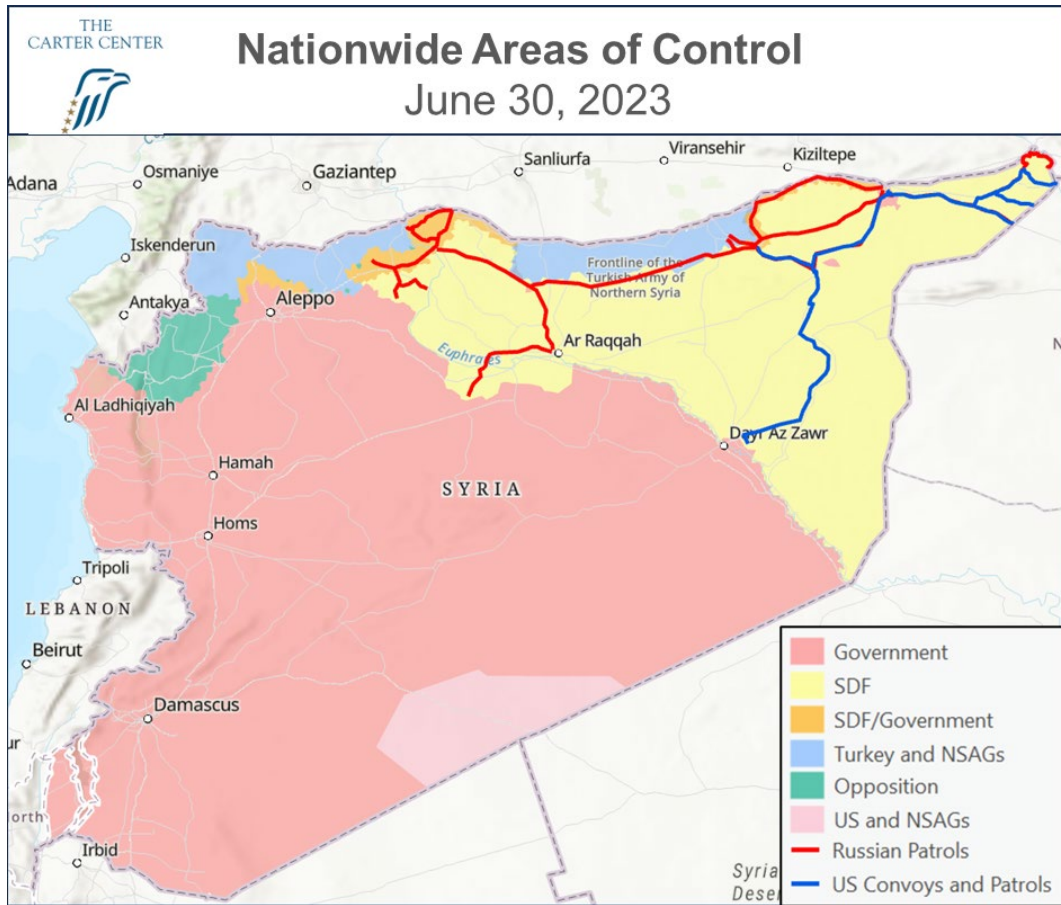 THE
CARTER CENTER
Nationwide Areas of Control
June 30, 2023
Adana
Osmaniye
Gaziantep
Sanliurfa
Viransehir
Kiziltepe
Iskenderun
Antakya
Aleppo
Frontline of the
Turkish Army of
Northern Syria
Euphrates
Ar Raqqah
Al Ladhiqiyah
Dayr Az Zawr
Hamah
SYRIA
Homs
Tripoli
LEBANON
Beirut
Damascus
Irbid
Government
SDF
SDF/Government
Turkey and NSAGs
Opposition
US and NSAGs
Russian Patrols
US Convoys and Patrols